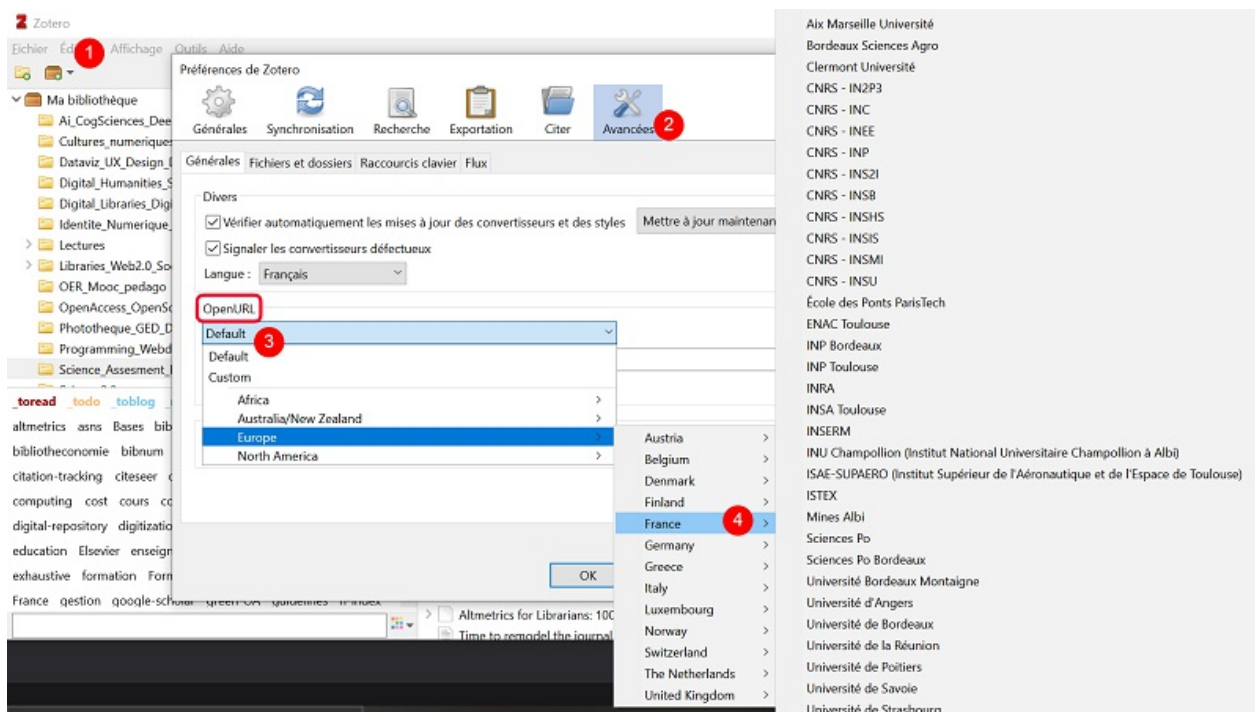 Zotero
Fichier Éd Affichage Outils Aide
1
Ma bibliothèque
Ai_CogSciences_Dee
Cultures_numeriques
Dataviz_UX_Design_
Digital_Humanities_S
Digital_Libraries_Digi
Identite_Numerique_
Lectures
Libraries_Web2.0_So
OER_Mooc_pedago
OpenAccess_OpenSc
Phototheque_GED_D
Programming_Webd
Science_Assesment_
_toread _todo _toblog
altmetrics asns Bases bib
bibliotheconomie bibnum
citation-tracking citeseer
computing cost cours
digital-repository digitizatio
education Elsevier enseign
exhaustive formation Form
France gestion google-scholar green-OA guidelines h-index
Préférences de Zotero
Générales Synchronisation Recherche Exportation Citer Avancées
2
Générales Fichiers et dossiers Raccourcis clavier Flux
Divers
Vérifier automatiquement les mises à jour des convertisseurs et des styles Mettre à jour maintenan
Signaler les convertisseurs défectueux
Langue : Français
OpenURL
Default
3
Default
Custom
Africa
Australia/New Zealand
Europe
North America
OK
Altmetrics for Librarians: 100
Time to remodel the journal
Austria
Belgium
Denmark
Finland
France
4
Germany
Greece
Italy
Luxembourg
Norway
Switzerland
The Netherlands
United Kingdom
Aix Marseille Université
Bordeaux Sciences Agro
Clermont Université
CNRS - IN2P3
CNRS - INC
CNRS - INEE
CNRS - INP
CNRS - INS2I
CNRS - INSB
CNRS - INSHS
CNRS - INSIS
CNRS - INSMI
CNRS - INSU
École des Ponts ParisTech
ENAC Toulouse
INP Bordeaux
INP Toulouse
INRA
INSA Toulouse
INSERM
INU Champollion (Institut National Universitaire Champollion à Albi)
ISAE-SUPAERO (Institut Supérieur de l'Aéronautique et de l'Espace de Toulouse)
ISTEX
Mines Albi
Sciences Po
Sciences Po Bordeaux
Université Bordeaux Montaigne
Université d'Angers
Université de Bordeaux
Université de la Réunion
Université de Poitiers
Université de Savoie
Université de Strasbourg